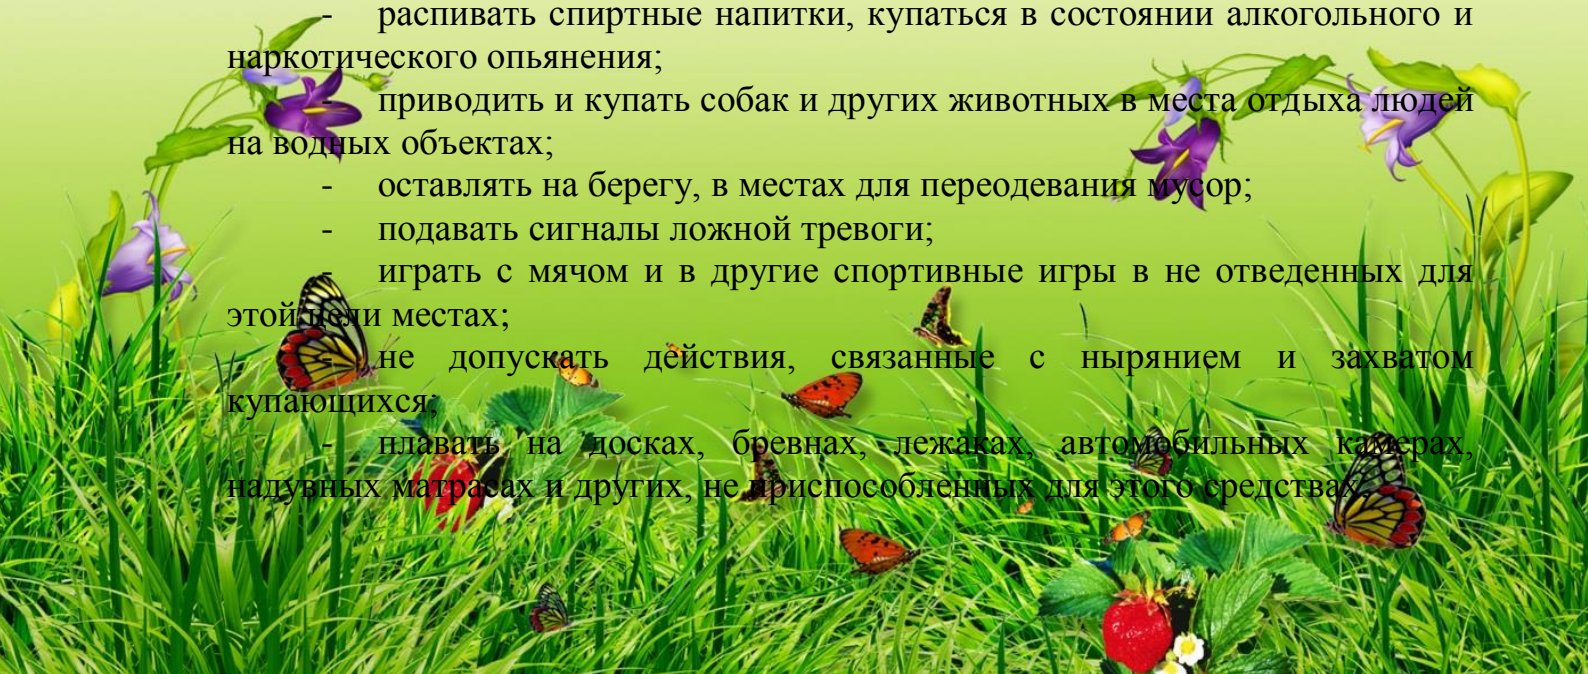 - распивать спиртные напитки, купаться в состоянии алкогольного и
наркотического опьянения;
- приводить и купать собак и других животных в места отдыха людей
на водных объектах;
- оставлять на берегу, в местах для переодевания мусор;
- подавать сигналы ложной тревоги;
- играть с мячом и в другие спортивные игры в не отведенных для
этой цели местах;
- не допускать действия, связанные с нырянием и захватом
купающихся;
- плавать на досках, бревнах, лежаках, автомобильных камерах,
надувных матрасах и других, не приспособленных для этого средствах.